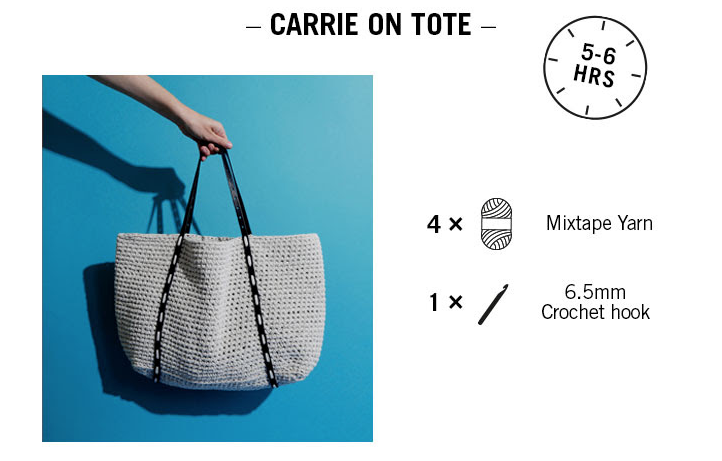 – CARRIE ON TOTE –
5-6
HRS
4 ×
Mixtape Yarn
1 ×
6.5mm
Crochet hook